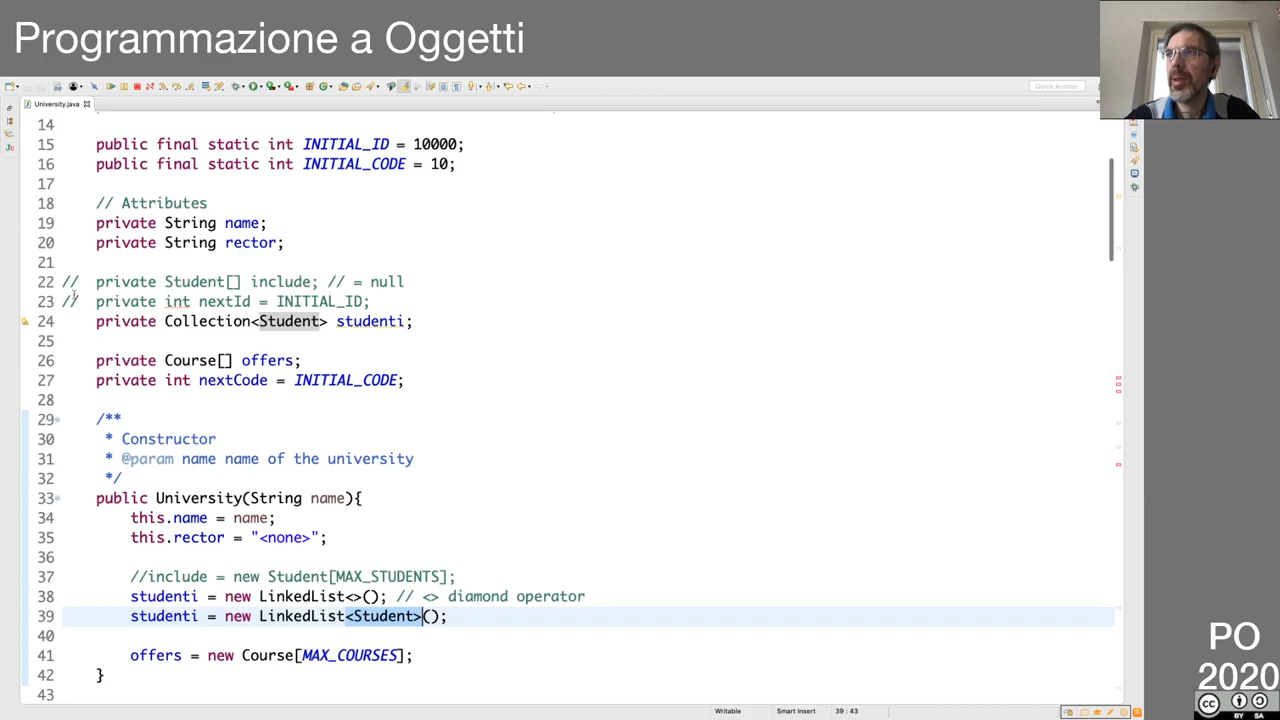 Programmazione a Oggetti
Quick Access
University.java
14
15 public final static int INITIAL_ID = 10000;
16 public final static int INITIAL_CODE = 10;
17
18 // Attributes
19 private String name;
20 private String rector;
21
22 // private Student[] include; // = null
23 // private int nextId = INITIAL_ID;
24 private Collection<Student> studenti;
25
26 private Course[] offers;
27 private int nextCode = INITIAL_CODE;
28
29 /**
30 * Constructor
31 * @param name name of the university
32 */
33 public University(String name){
34 this.name = name;
35 this.rector = "<none>";
36
37 //include = new Student[MAX_STUDENTS];
38 studenti = new LinkedList<>(); // <> diamond operator
39 studenti = new LinkedList<Student>();
40
41 offers = new Course[MAX_COURSES];
42 }
43
Writable Smart Insert 39 : 43
PO
2020
CC BY SA